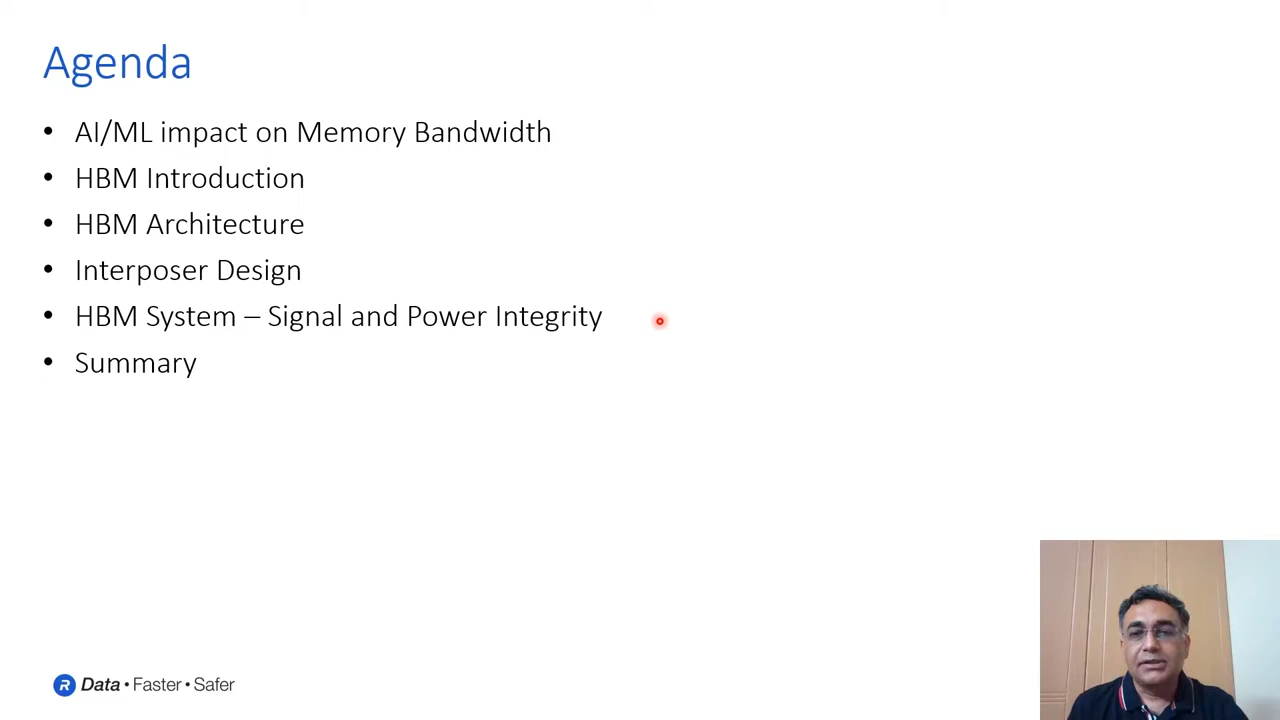 Agenda
• AI/ML impact on Memory Bandwidth
• HBM Introduction
• HBM Architecture
• Interposer Design
• HBM System – Signal and Power Integrity
• Summary
R Data • Faster • Safer